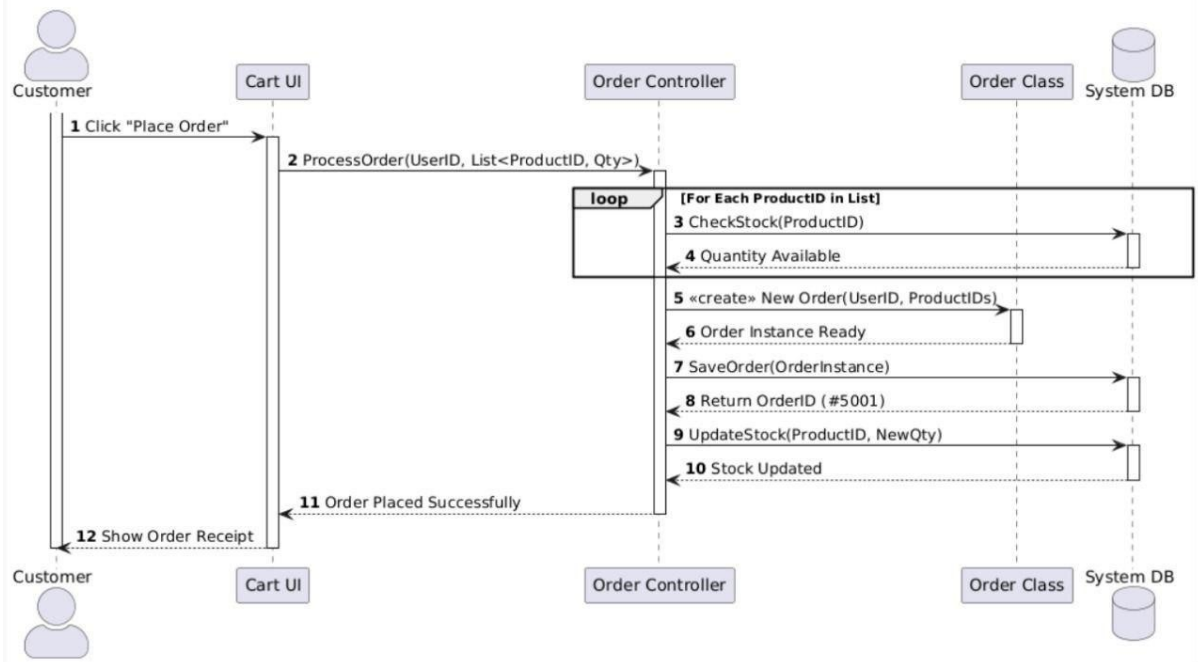 Customer
Cart UI
Order Controller
Order Class
System DB
1 Click "Place Order"
2 ProcessOrder(UserID, List<ProductID, Qty>)
loop
[For Each ProductID in List]
3 CheckStock(ProductID)
4 Quantity Available
5 «create» New Order(UserID, ProductIDs)
6 Order Instance Ready
7 SaveOrder(OrderInstance)
8 Return OrderID (#5001)
9 UpdateStock(ProductID, NewQty)
10 Stock Updated
11 Order Placed Successfully
12 Show Order Receipt
Customer
Cart UI
Order Controller
Order Class
System DB